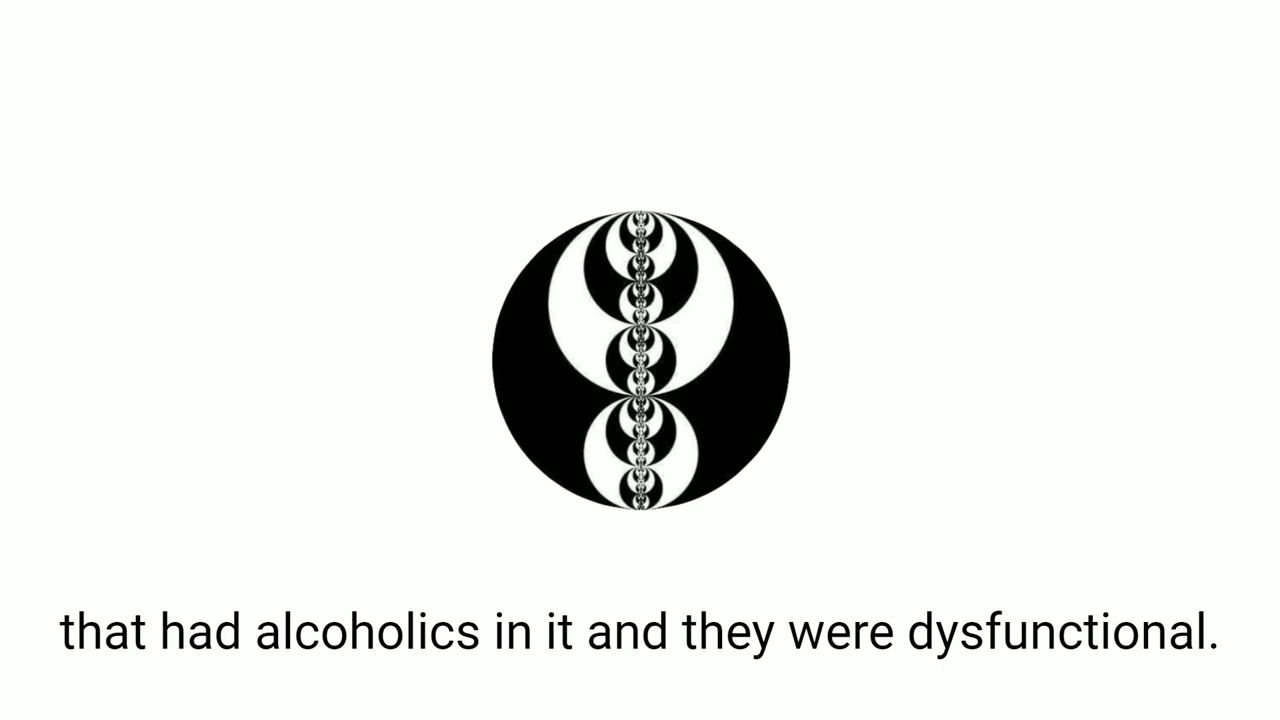 that had alcoholics in it and they were dysfunctional.